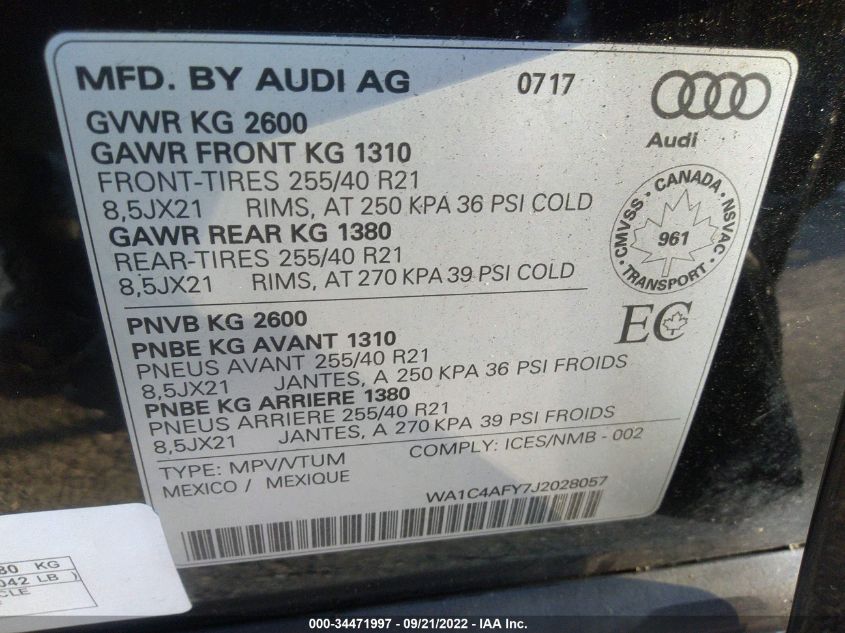 MFD. BY AUDI AG 0717
Audi
GVWR KG 2600
GAWR FRONT KG 1310
FRONT-TIRES 255/40 R21
8,5JX21 RIMS, AT 250 KPA 36 PSI COLD
GAWR REAR KG 1380
REAR-TIRES 255/40 R21
8,5JX21 RIMS, AT 270 KPA 39 PSI COLD
CMVSS • CANADA • NSVAC • TRANSPORT •
961
PNVB KG 2600
EC
PNBE KG AVANT 1310
PNEUS AVANT 255/40 R21
8,5JX21 JANTES, A 250 KPA 36 PSI FROIDS
PNBE KG ARRIERE 1380
PNEUS ARRIERE 255/40 R21
8,5JX21 JANTES, A 270 KPA 39 PSI FROIDS
TYPE: MPV/VTUM COMPLY: ICES/NMB - 002
MEXICO / MEXIQUE
WA1C4AFY7J2028057
KG
LB )
000-34471997 - 09/21/2022 - IAA Inc.